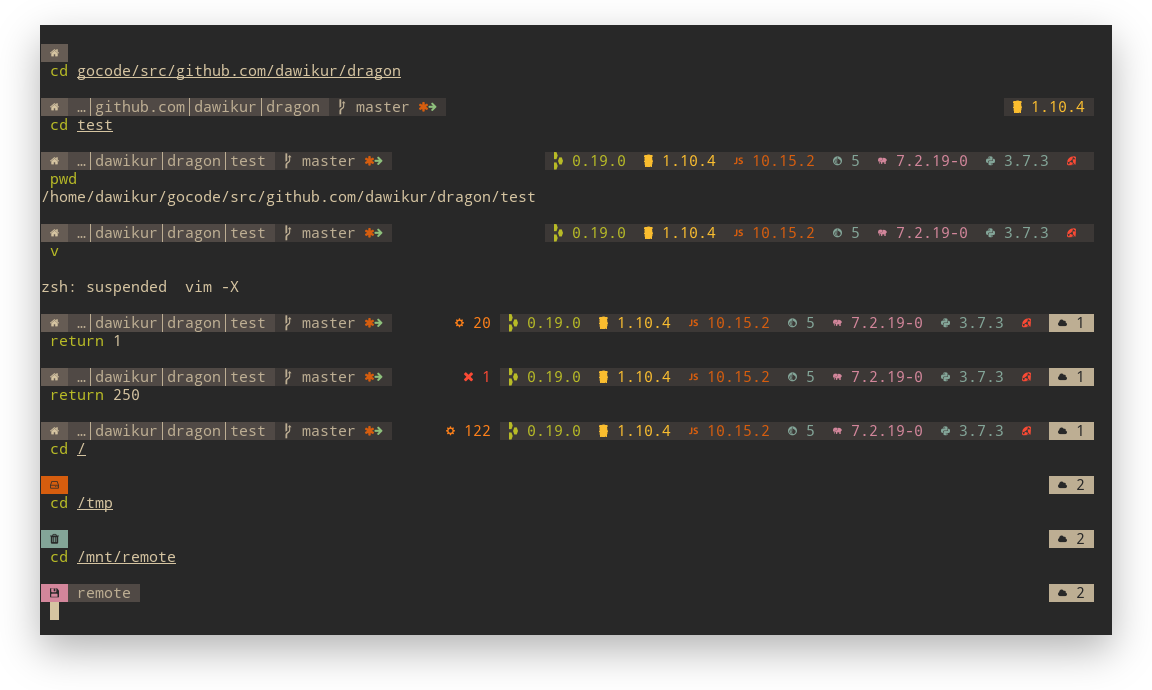 cd gocode/src/github.com/dawikur/dragon
…|github.com|dawikur|dragon master 1.10.4
cd test
…|dawikur|dragon|test master 0.19.0 1.10.4 JS 10.15.2 5 7.2.19-0 3.7.3
pwd
/home/dawikur/gocode/src/github.com/dawikur/dragon/test
…|dawikur|dragon|test master 0.19.0 1.10.4 JS 10.15.2 5 7.2.19-0 3.7.3
v
zsh: suspended  vim -X
…|dawikur|dragon|test master 20 0.19.0 1.10.4 JS 10.15.2 5 7.2.19-0 3.7.3 1
return 1
…|dawikur|dragon|test master ✖ 1 0.19.0 1.10.4 JS 10.15.2 5 7.2.19-0 3.7.3 1
return 250
…|dawikur|dragon|test master 122 0.19.0 1.10.4 JS 10.15.2 5 7.2.19-0 3.7.3 1
cd /
2
cd /tmp
2
cd /mnt/remote
remote 2